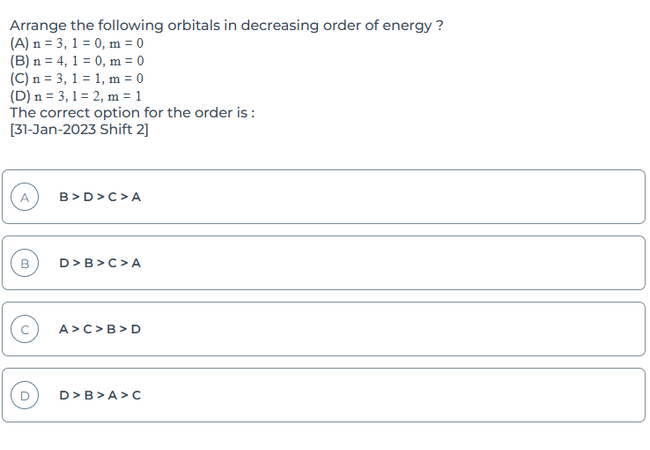 Arrange the following orbitals in decreasing order of energy ?
(A) n = 3, 1 = 0, m = 0
(B) n = 4, 1 = 0, m = 0
(C) n = 3, 1 = 1, m = 0
(D) n = 3, 1 = 2, m = 1
The correct option for the order is :
[31-Jan-2023 Shift 2]
A B > D > C > A
B D > B > C > A
C A > C > B > D
D D > B > A > C